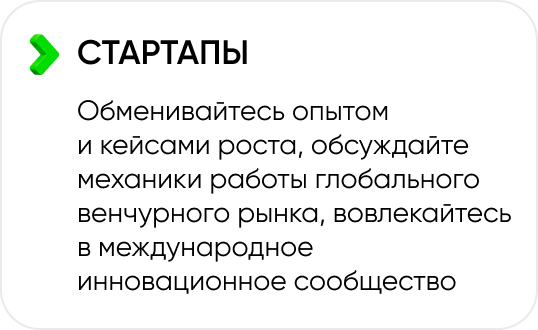 СТАРТАПЫ
Обменивайтесь опытом
и кейсами роста, обсуждайте
механики работы глобального
венчурного рынка, вовлекайтесь
в международное
инновационное сообщество